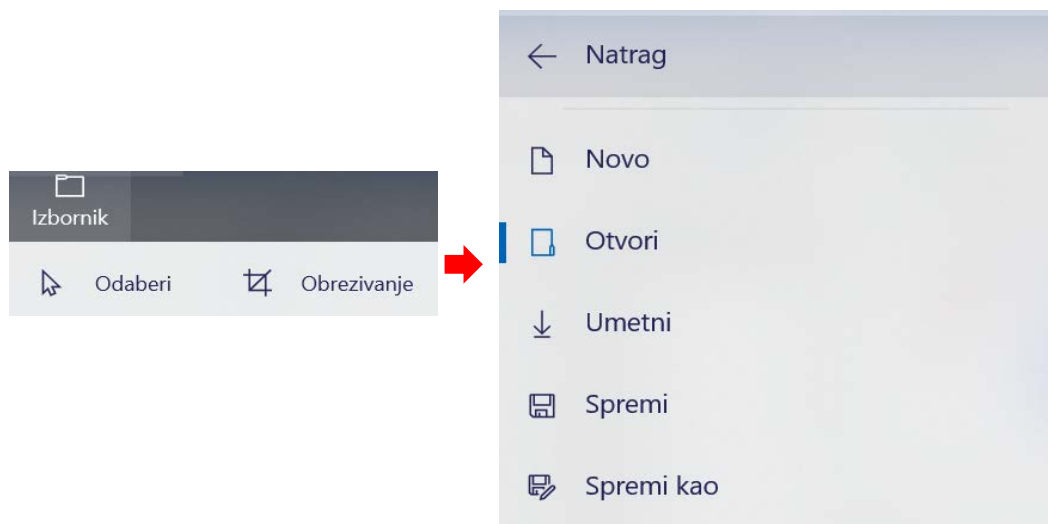 Izbornik
Odaberi Obrezivanje
Natrag
Novo
Otvori
Umetni
Spremi
Spremi kao